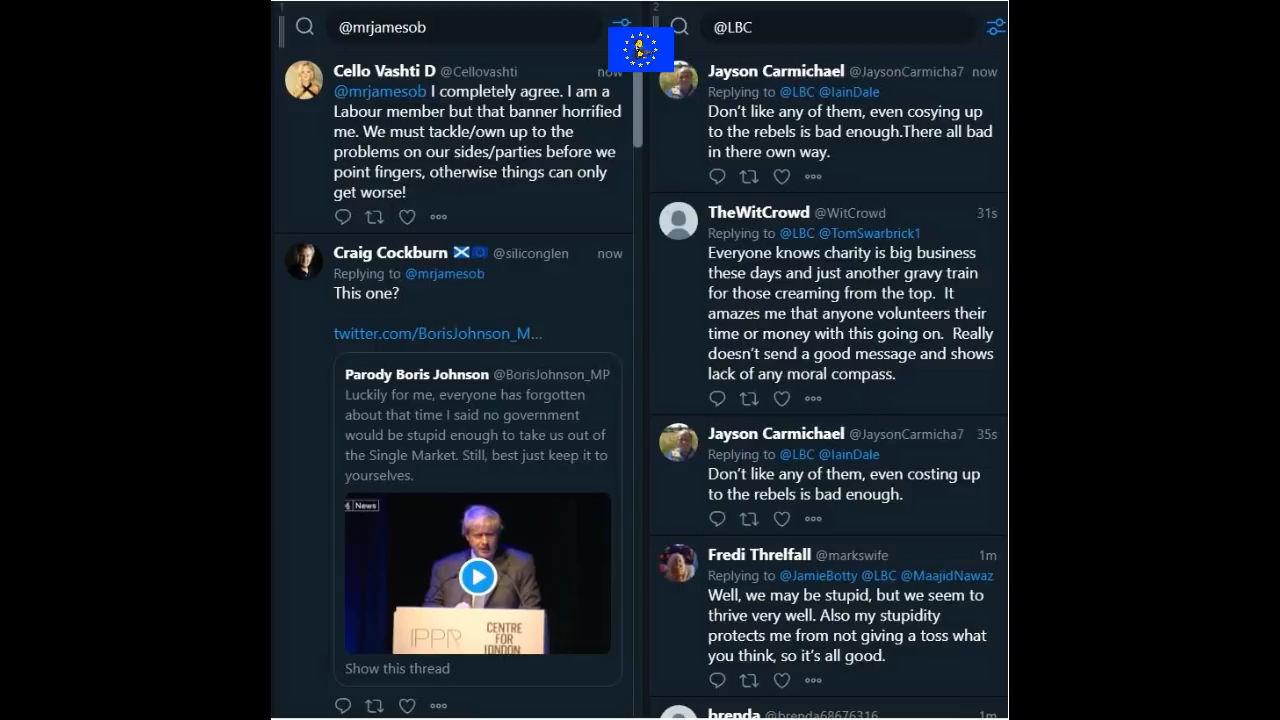 1
@mrjamesob
Cello Vashti D @Cellovashti now
@mrjamesob I completely agree. I am a
Labour member but that banner horrified
me. We must tackle/own up to the
problems on our sides/parties before we
point fingers, otherwise things can only
get worse!
Craig Cockburn @siliconglen now
Replying to @mrjamesob
This one?
twitter.com/BorisJohnson_M...
Parody Boris Johnson @BorisJohnson_MP
Luckily for me, everyone has forgotten
about that time I said no government
would be stupid enough to take us out of
the Single Market. Still, best just keep it to
yourselves.
4 News
IPPR
CENTRE
FOR
LONDON
Show this thread
2
@LBC
Jayson Carmichael @JaysonCarmicha7 now
Replying to @LBC @IainDale
Don’t like any of them, even cosying up
to the rebels is bad enough.There all bad
in there own way.
TheWitCrowd @WitCrowd 31s
Replying to @LBC @TomSwarbrick1
Everyone knows charity is big business
these days and just another gravy train
for those creaming from the top.  It
amazes me that anyone volunteers their
time or money with this going on.  Really
doesn’t send a good message and shows
lack of any moral compass.
Jayson Carmichael @JaysonCarmicha7 35s
Replying to @LBC @IainDale
Don’t like any of them, even costing up
to the rebels is bad enough.
Fredi Threlfall @markswife 1m
Replying to @JamieBotty @LBC @MaajidNawaz
Well, we may be stupid, but we seem to
thrive very well. Also my stupidity
protects me from not giving a toss what
you think, so it’s all good.
brenda @brenda68676316 1m